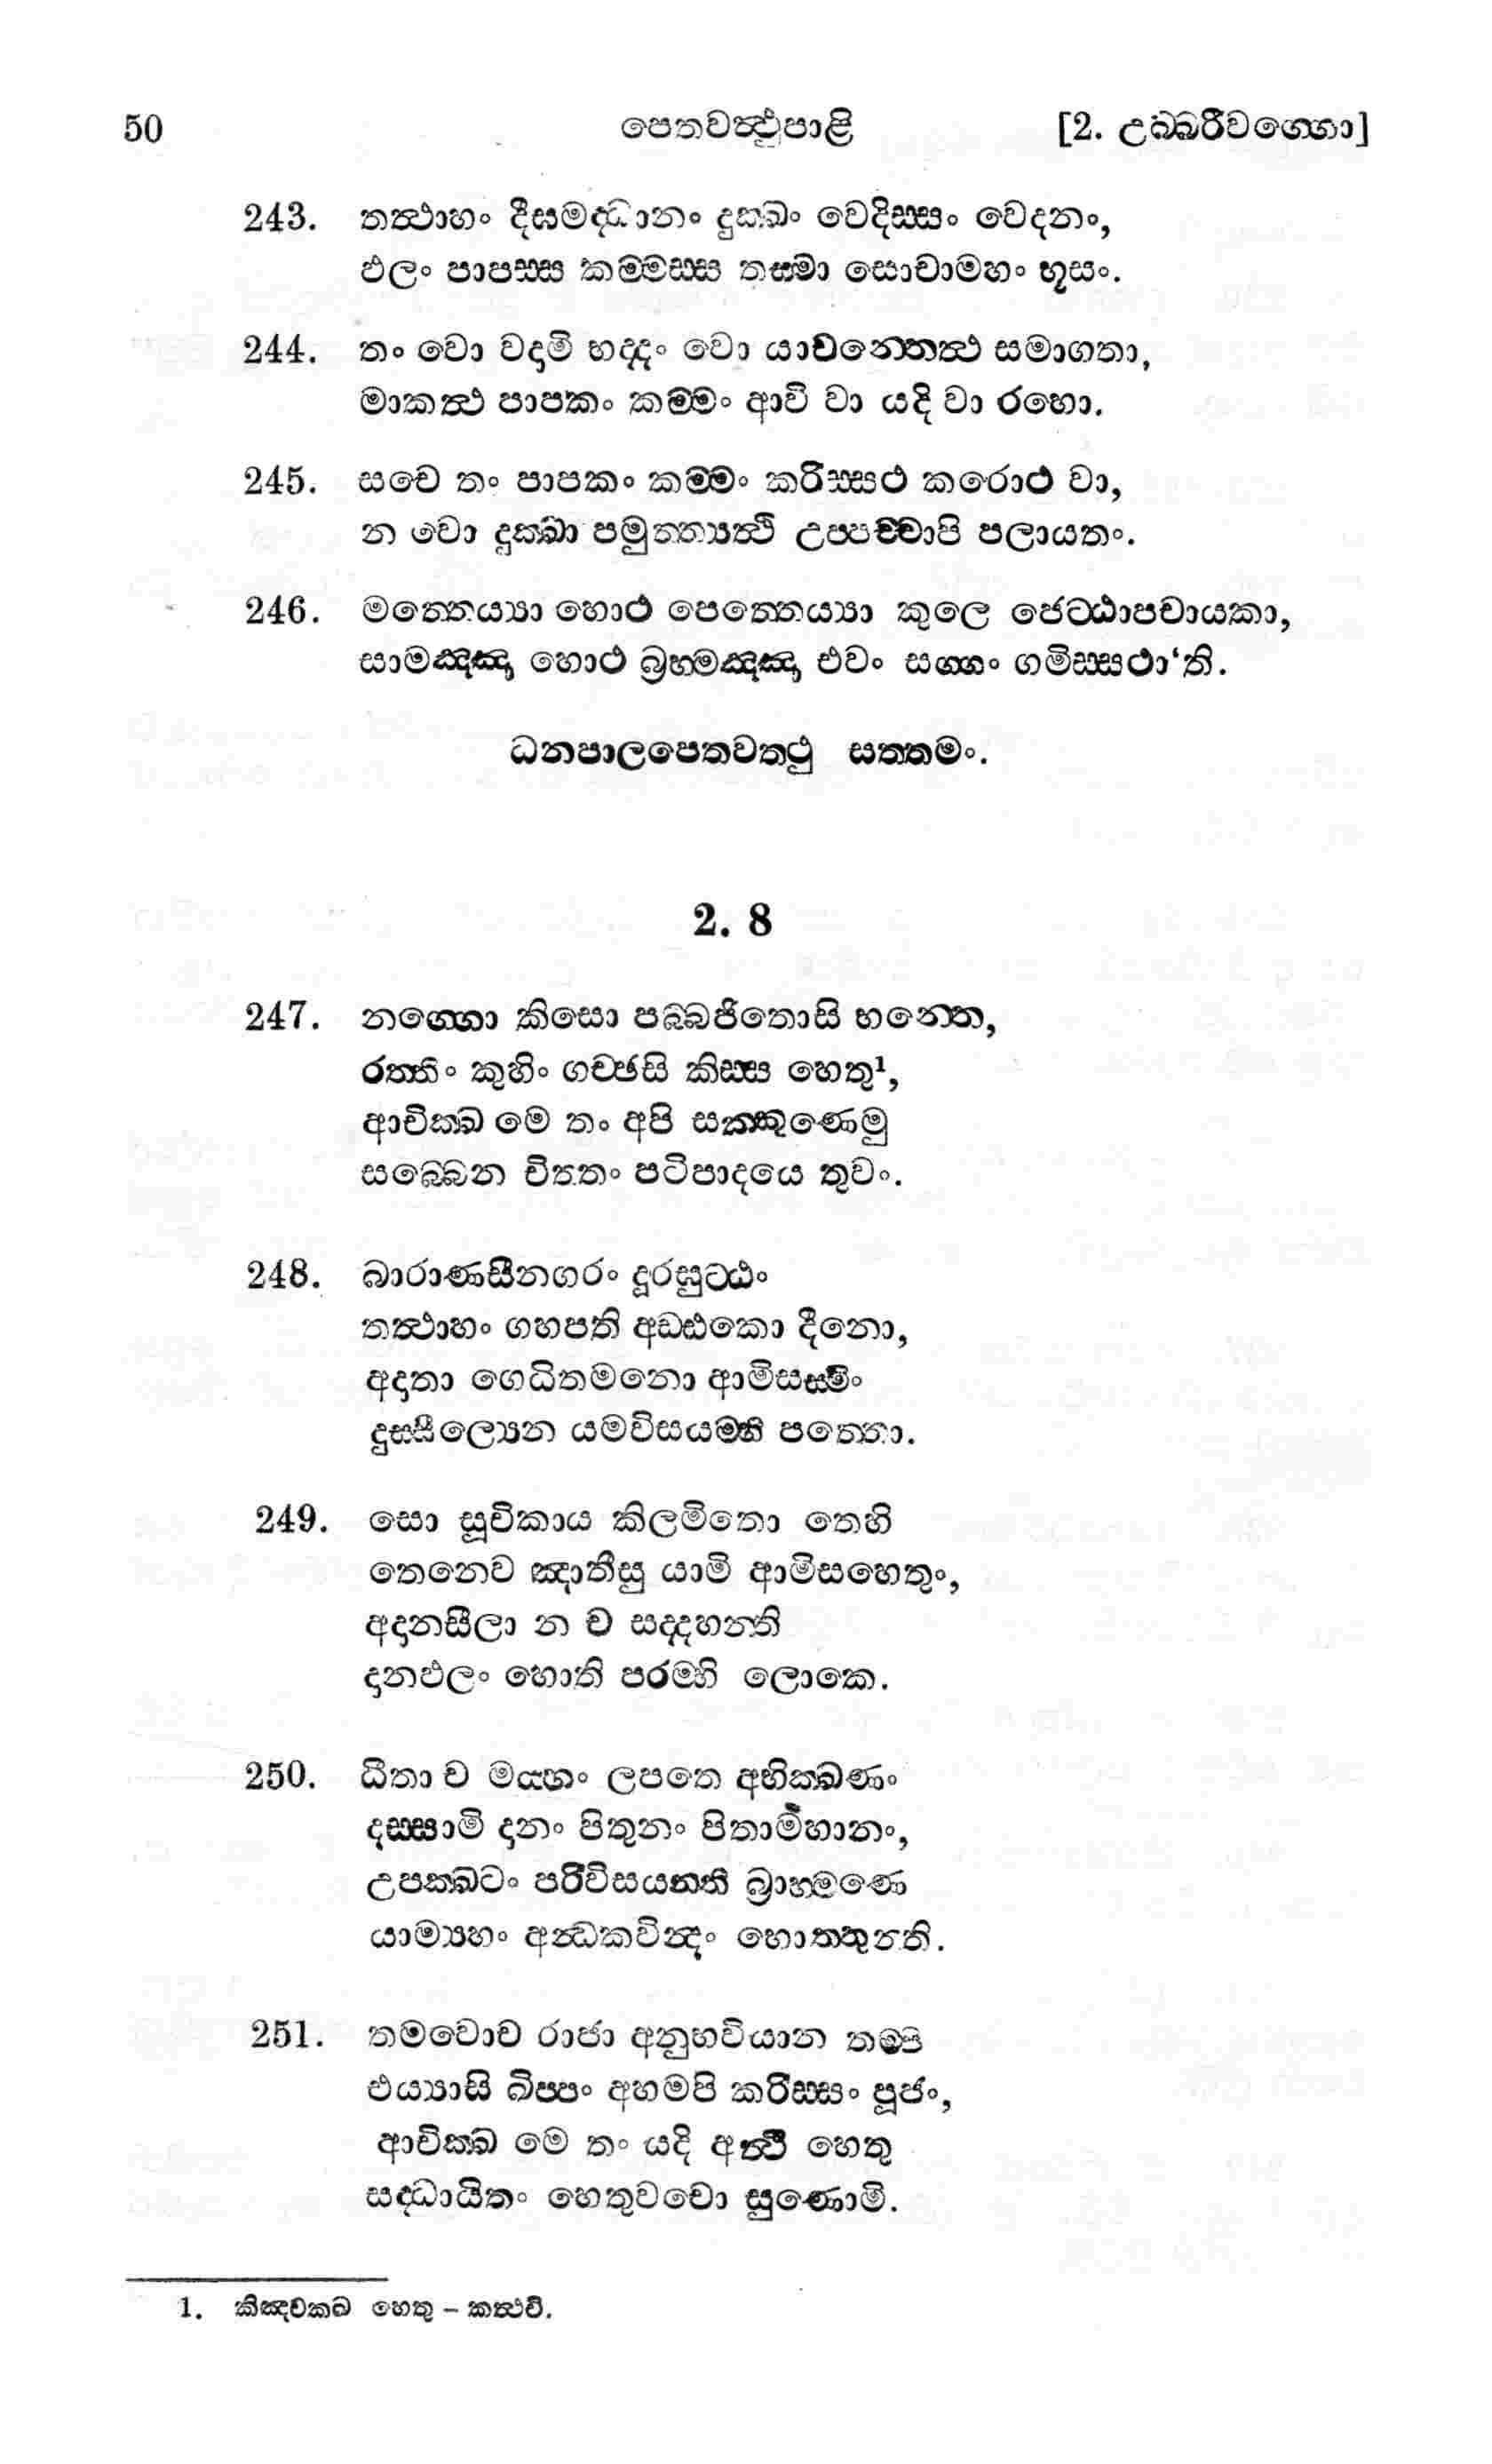 50 පෙතවත්ථුපාළි [2. උබ්බරිවග්ගො]
243. තත්ථාහං දීඝමද්ධානං දුක්ඛං වෙදිස්සං වෙදනං,
ඵලං පාපස්ස කම්මස්ස තස්මා සොචාමහං භූසං.
244. තං වො වදාමි භද්දං වො යාචන්තෙත්ථ සමාගතා,
මාකත්ථ පාපකං කම්මං ආවි වා යදි වා රහො.
245. සචෙ තං පාපකං කම්මං කරිස්සථ කරොථ වා,
න වො දුක්ඛා පමුත්ත්‍යත්ථි උප්පච්චාපි පලායතං.
246. මත්තෙය්‍යා හොථ පෙත්තෙය්‍යා කුලෙ ජෙට්ඨාපචායකා,
සාමඤ්ඤා හොථ බ්‍රහ්මඤ්ඤා එවං සග්ගං ගමිස්සථා‘ති.
ධනපාලපෙතවත්ථු සත්තමං.
2. 8
247. නග්ගො කිසො පබ්බජිතොසි භන්තෙ,
රත්තිං කුහිං ගච්ඡසි කිස්ස හෙතු¹,
ආචික්ඛ මෙ තං අපි සක්කුණෙමු
සබ්බෙන විත්තං පටිපාදයෙ තුවං.
248. බාරාණසීනගරං දූරඝුට්ඨං
තත්ථාහං ගහපති අඩ්ඪකො දීනො,
අදාතා ගෙධිතමනො ආමිසස්මිං
දුස්සීල්‍යෙන යමවිසයම්හි පත්තො.
249. සො සූචිකාය කිලමිතො තෙහි
තෙනෙව ඤාතීසු යාමි ආමිසහෙතුං,
අදානසීලා න ච සද්දහන්ති
දානඵලං හොති පරම්හි ලොකෙ.
250. ධීතා ච මය්හං ලපතෙ අභික්ඛණං
දස්සාමි දානං පිතුනං පිතාමහානං,
උපක්ඛටං පරිවිසයන්ති බ්‍රාහ්මණෙ
යාම්‍යහං අන්ධකවින්දං හොත්තුන්ති.
251. තමවොච රාජා අනුභවියාන තම්පි
එය්‍යාසි ඛිප්පං අහමපි කරිස්සං පූජං,
ආචික්ඛ මෙ තං යදි අත්ථි හෙතු
සද්ධායිතං හෙතුවචො සුණොමි.
1. කිඤ්චක්ඛ හෙතු – කත්ථචි.